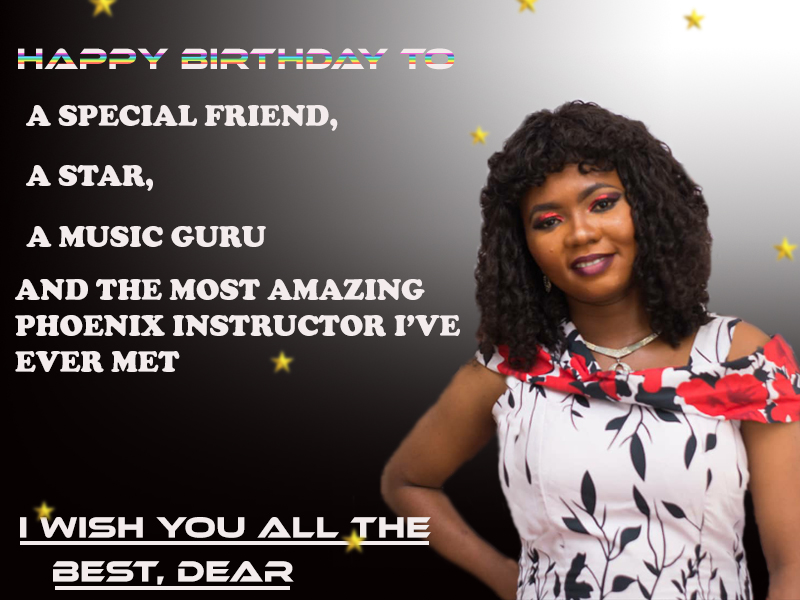 HAPPY BIRTHDAY TO
A SPECIAL FRIEND,
A STAR,
A MUSIC GURU
AND THE MOST AMAZING
PHOENIX INSTRUCTOR I'VE
EVER MET
I WISH YOU ALL THE
BEST, DEAR